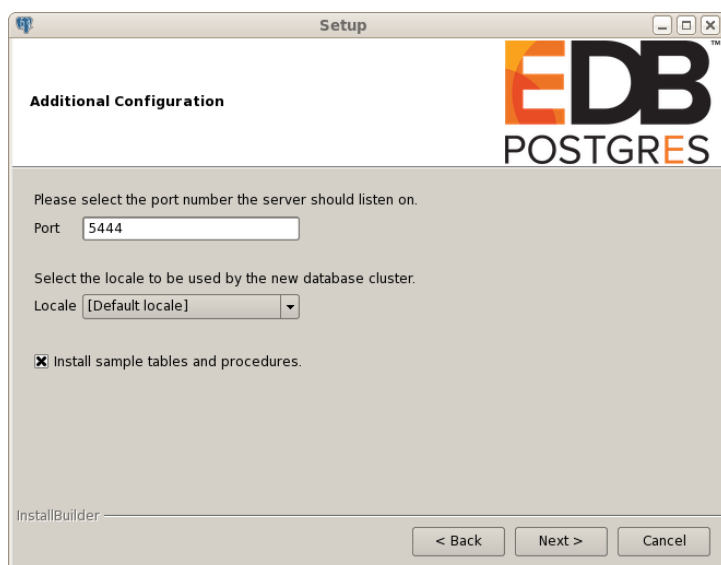 Setup
Additional Configuration
EDB™
POSTGRES
Please select the port number the server should listen on.
Port 5444
Select the locale to be used by the new database cluster.
Locale [Default locale]
Install sample tables and procedures.
InstallBuilder
< Back Next > Cancel